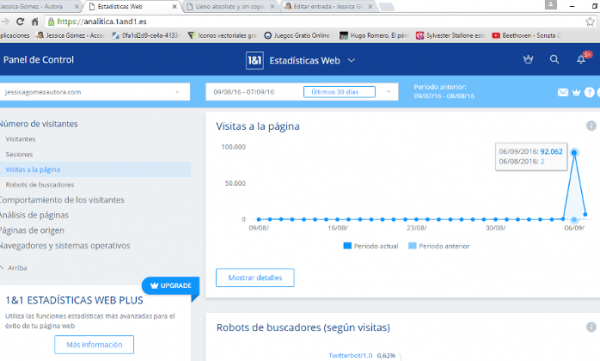 Jessica Gómez - Autora
Estadísticas Web
Lleno absoluto y sin copi
Editar entrada - Jessica G
https://analitica.1and1.es
plicaciones
Jessica Gómez - Acce
0fa1d2d9-ce4a-4133-
Iconos vectoriales gra
Juegos Gratis Online -
Hugo Romero, El pór
Sylvester Stallone este
Beethoven - Sonata C
Panel de Control
1&1
Estadísticas Web
9+
jessicagomezautora.com
09/08/16 - 07/09/16
Últimos 30 días
Periodo anterior:
09/07/16 - 08/08/16
Número de visitantes
Visitantes
Sesiones
Visitas a la página
Robots de buscadores
Comportamiento de los visitantes
Análisis de páginas
Páginas de origen
Navegadores y sistemas operativos
Arriba
UPGRADE
1&1 ESTADÍSTICAS WEB PLUS
Utiliza las funciones estadísticas más avanzadas para el
éxito de tu página web
Más información
Visitas a la página
100.000
50.000
0
06/09/2016: 92.062
06/08/2016: 2
09/08/
16/08/
23/08/
30/08/
06/09/
Periodo actual
Periodo anterior
Mostrar detalles
Robots de buscadores (según visitas)
Twitterbot/1.0 0,62%